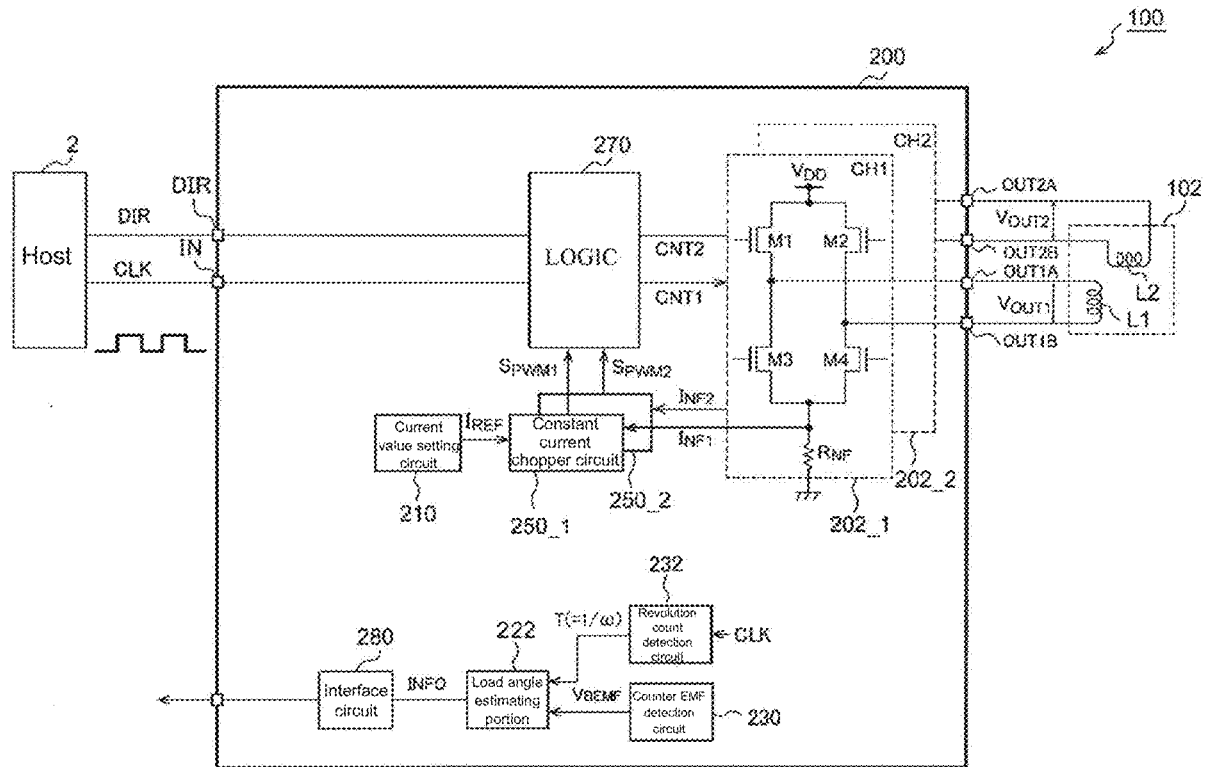 100
200
2
270
CH2
CH1
VDD
DIR
DIR
IN
CLK
Host
LOGIC
CNT2
CNT1
M1
M2
M3
M4
OUT2A
102
VOUT2
OUT2B
OUT1A
L2
VOUT1
L1
OUT1B
SPWM1
SPWM2
INF2
INF1
IREF
Current
value setting
circuit
Constant
current
chopper circuit
RNF
210
250_1
250_2
202_2
202_1
232
T(=1/ω)
Revolution
count
detection
circuit
CLK
280
222
INFO
Interface
circuit
Load angle
estimating
portion
VBEMF
Counter EMF
detection
circuit
230